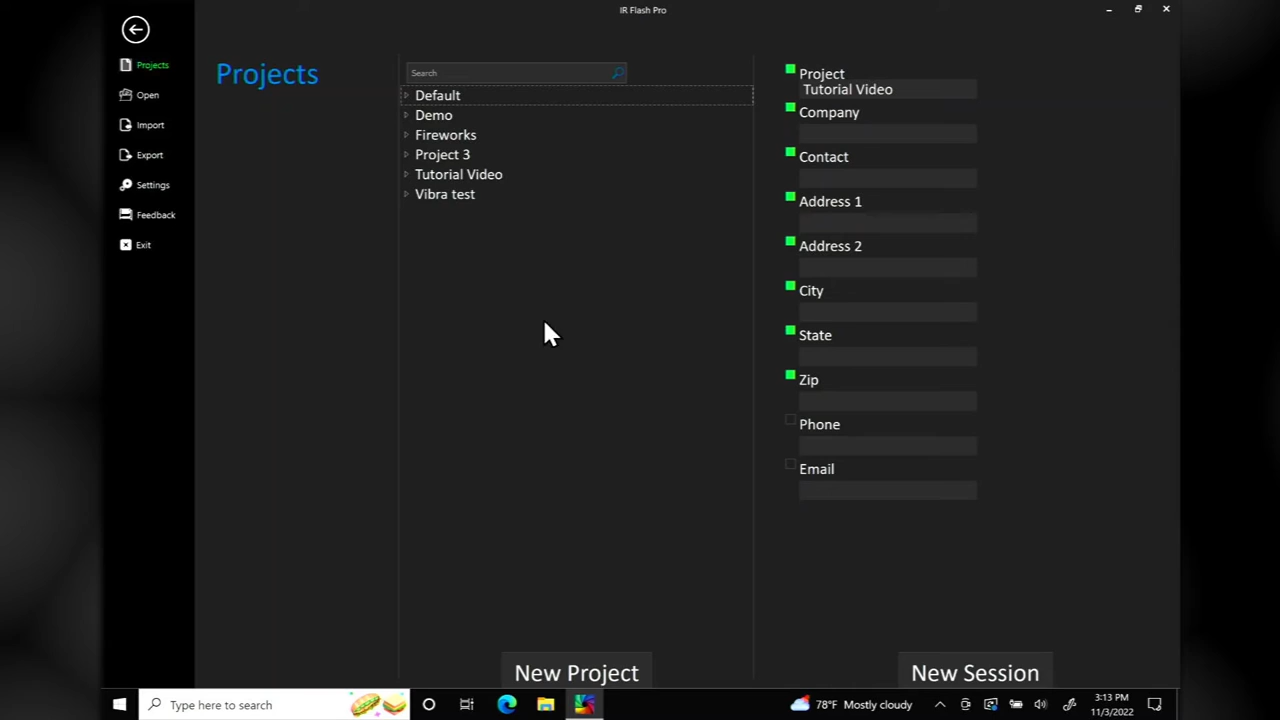 IR Flash Pro
Projects
Open
Import
Export
Settings
Feedback
Exit
Projects
Search
Default
Demo
Fireworks
Project 3
Tutorial Video
Vibra test
New Project
Project
Tutorial Video
Company
Contact
Address 1
Address 2
City
State
Zip
Phone
Email
New Session
Type here to search
78°F Mostly cloudy
3:13 PM
11/3/2022